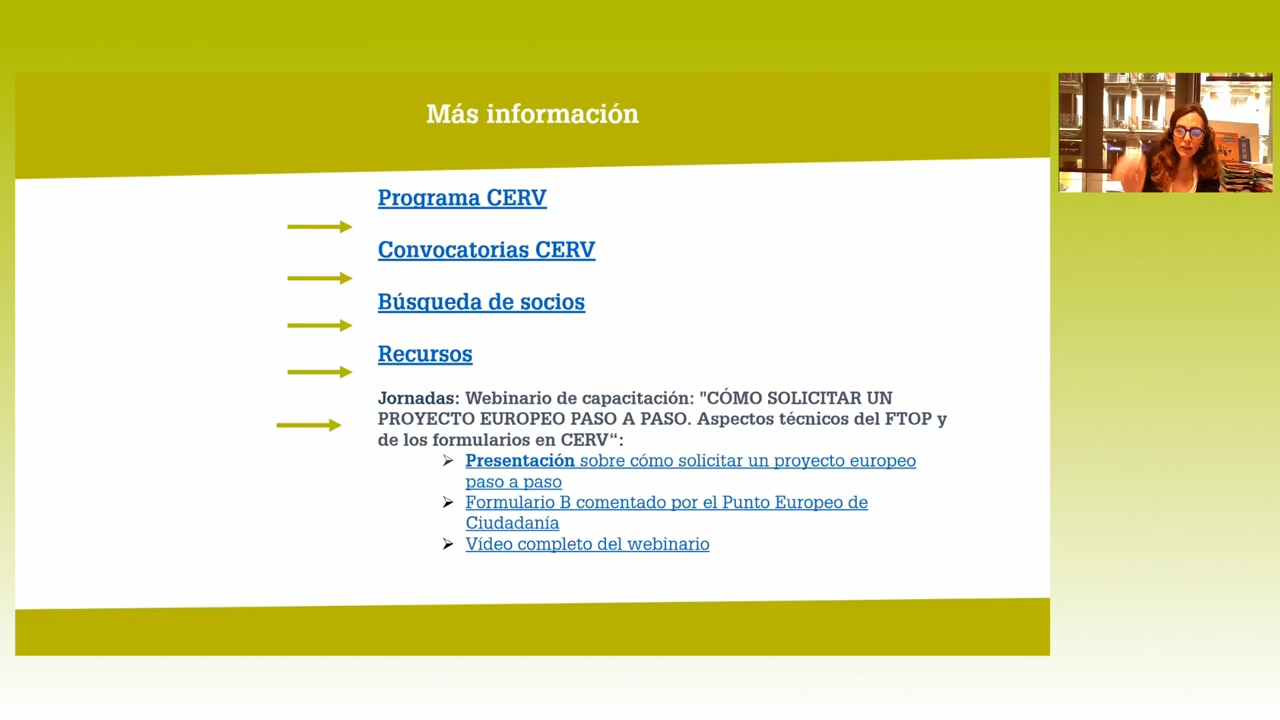 Más información
Programa CERV
Convocatorias CERV
Búsqueda de socios
Recursos
Jornadas: Webinario de capacitación: "CÓMO SOLICITAR UN
PROYECTO EUROPEO PASO A PASO. Aspectos técnicos del FTOP y
de los formularios en CERV“:
Presentación sobre cómo solicitar un proyecto europeo
paso a paso
Formulario B comentado por el Punto Europeo de
Ciudadanía
Vídeo completo del webinario